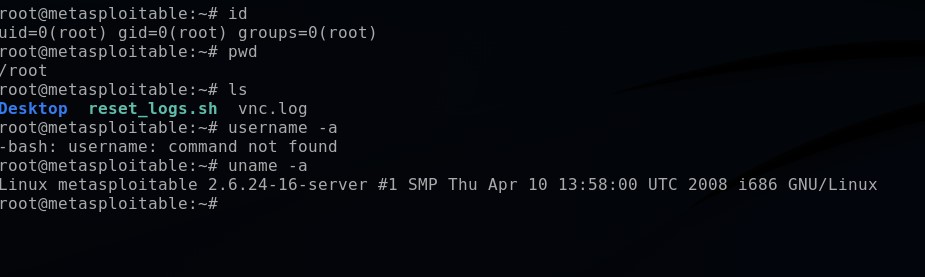 root@metasploitable:~# id
uid=0(root) gid=0(root) groups=0(root)
root@metasploitable:~# pwd
/root
root@metasploitable:~# ls
Desktop  reset_logs.sh  vnc.log
root@metasploitable:~# username -a
-bash: username: command not found
root@metasploitable:~# uname -a
Linux metasploitable 2.6.24-16-server #1 SMP Thu Apr 10 13:58:00 UTC 2008 i686 GNU/Linux
root@metasploitable:~#